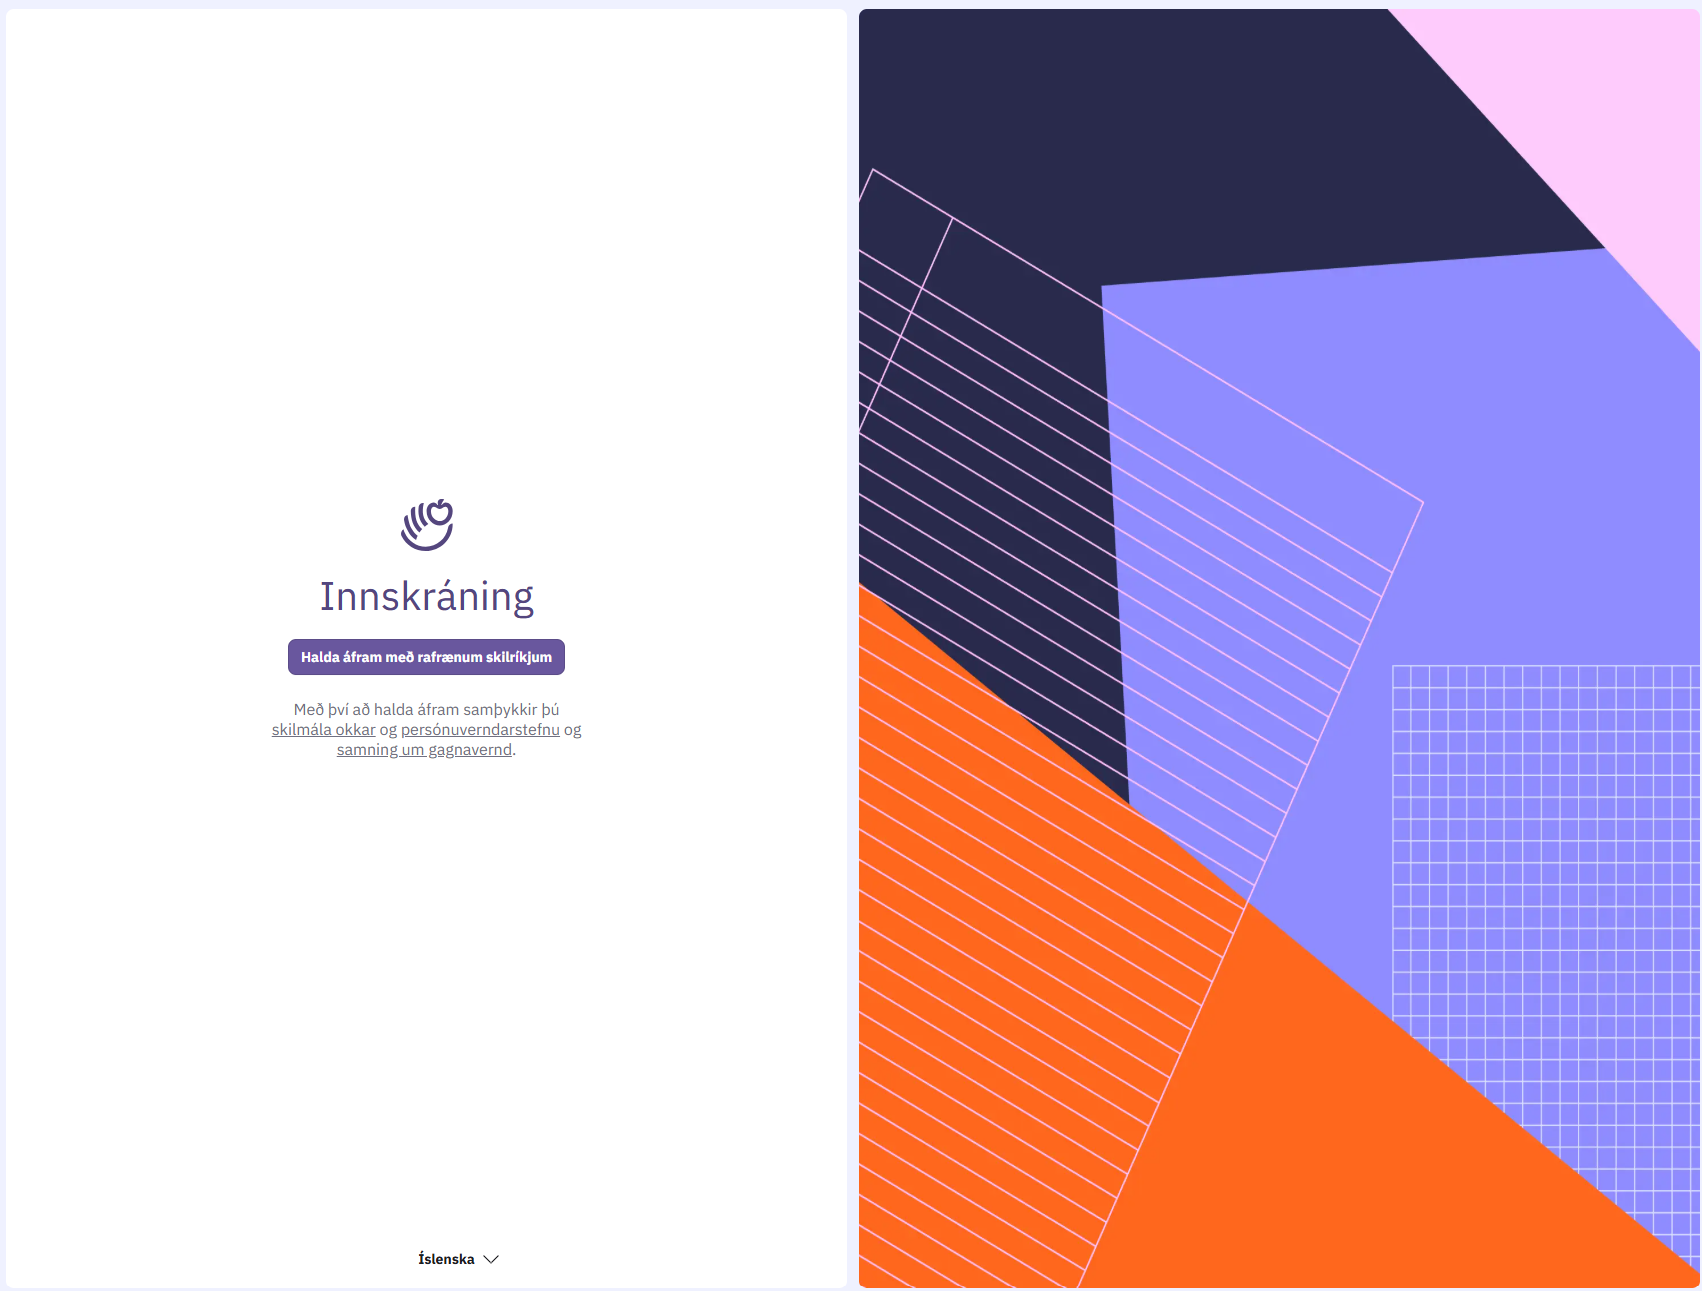 Innskráning
Halda áfram með rafrænum skilríkjum
Með því að halda áfram samþykkir þú
skilmála okkar og persónuverndarstefnu og
samning um gagnavernd.
Íslenska